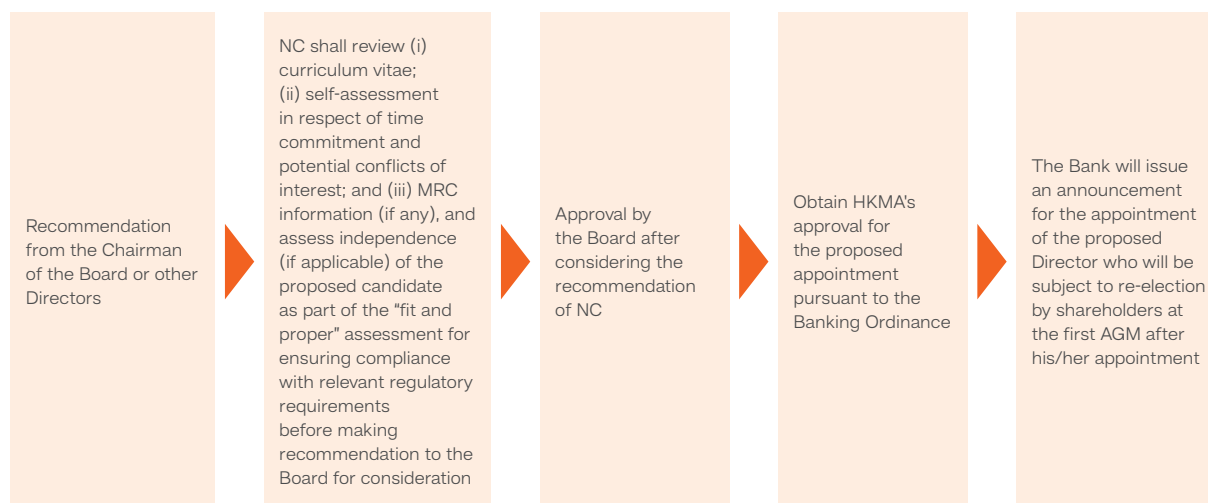 Recommendation
from the Chairman
of the Board or other
Directors
NC shall review (i)
curriculum vitae;
(ii) self-assessment
in respect of time
commitment and
potential conflicts of
interest; and (iii) MRC
information (if any), and
assess independence
(if applicable) of the
proposed candidate
as part of the “fit and
proper” assessment for
ensuring compliance
with relevant regulatory
requirements
before making
recommendation to the
Board for consideration
Approval by
the Board after
considering the
recommendation
of NC
Obtain HKMA's
approval for
the proposed
appointment
pursuant to the
Banking Ordinance
The Bank will issue
an announcement
for the appointment
of the proposed
Director who will be
subject to re-election
by shareholders at
the first AGM after
his/her appointment